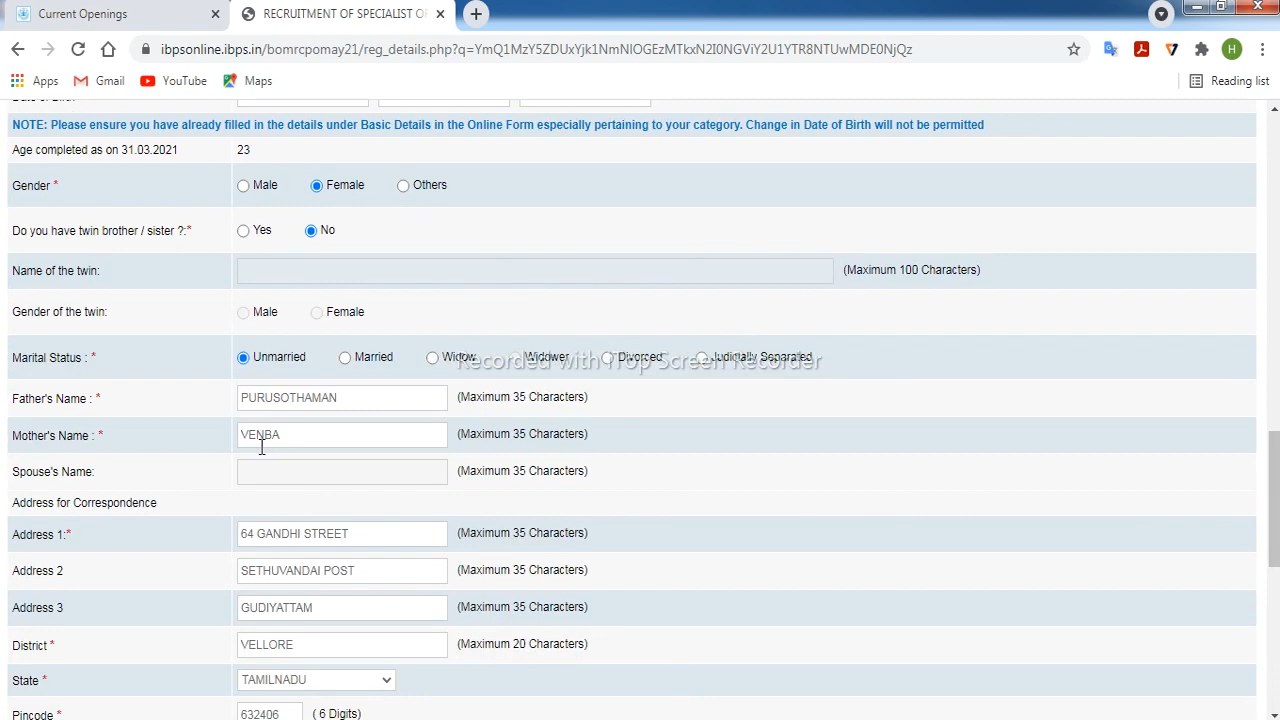 Current Openings
RECRUITMENT OF SPECIALIST OF
ibpsonline.ibps.in/bomrcpomay21/reg_details.php?q=YmQ1MzY5ZDUxYjk1NmNlOGEzMTkxN2I0NGViY2U1YTR8NTUwMDE0NjQc
H
Apps Gmail YouTube Maps Reading list
NOTE: Please ensure you have already filled in the details under Basic Details in the Online Form especially pertaining to your category. Change in Date of Birth will not be permitted
Age completed as on 31.03.2021 23
Gender * Male Female Others
Do you have twin brother / sister ?:* Yes No
Name of the twin: (Maximum 100 Characters)
Gender of the twin: Male Female
Marital Status : * Unmarried Married Widow Widower Divorced Judicially Separated
Recorded with iTop Screen Recorder
Father's Name : * PURUSOTHAMAN (Maximum 35 Characters)
Mother's Name : * VENBA (Maximum 35 Characters)
Spouse's Name: (Maximum 35 Characters)
Address for Correspondence
Address 1:* 64 GANDHI STREET (Maximum 35 Characters)
Address 2 SETHUVANDAI POST (Maximum 35 Characters)
Address 3 GUDIYATTAM (Maximum 35 Characters)
District * VELLORE (Maximum 20 Characters)
State * TAMILNADU
Pincode * 632406 ( 6 Digits)